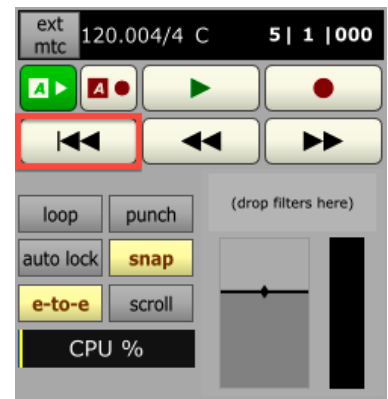 ext
mtc
120.004/4 C
5| 1 |000
A
A
loop
punch
(drop filters here)
auto lock
snap
e-to-e
scroll
CPU %